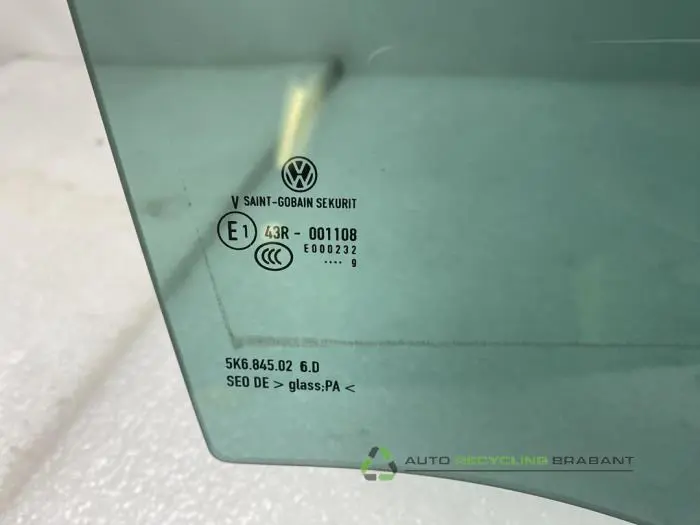 V SAINT-GOBAIN SEKURIT
E1 43R - 001108
E000232
CCC
.... 9
5K6.845.02 6.D
SEO DE > glass;PA <
AUTO RECYCLING BRABANT